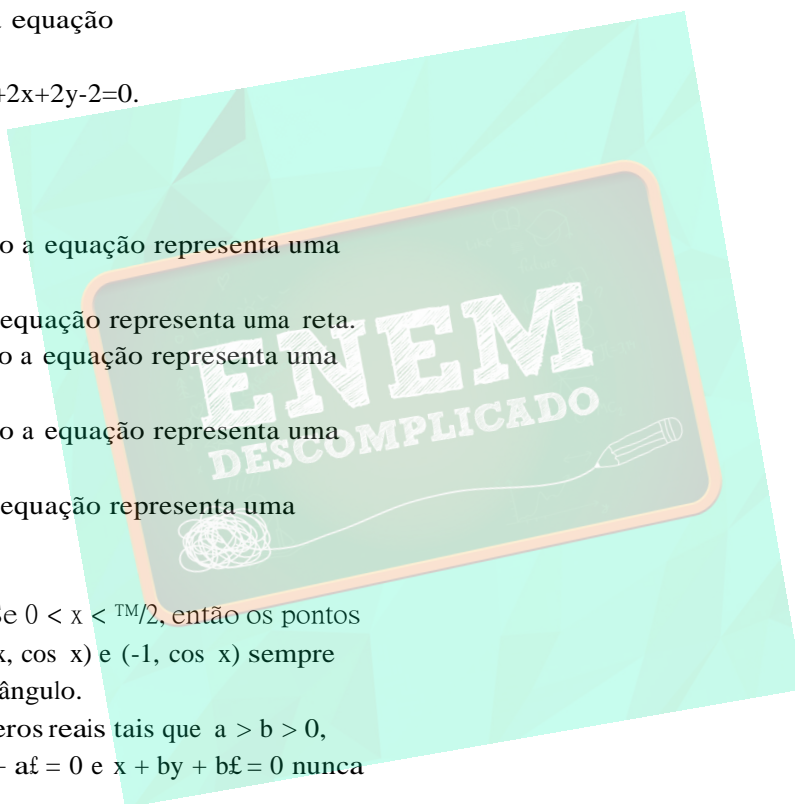 equação
+2x+2y-2=0.
o a equação representa uma
equação representa uma reta.
o a equação representa uma
ENEM
DESCOMPLICADO
o a equação representa uma
equação representa uma
Se 0 < x < ™/2, então os pontos
x, cos x) e (-1, cos x) sempre
ângulo.
eros reais tais que a > b > 0,
- a£ = 0 e x + by + b£ = 0 nunca